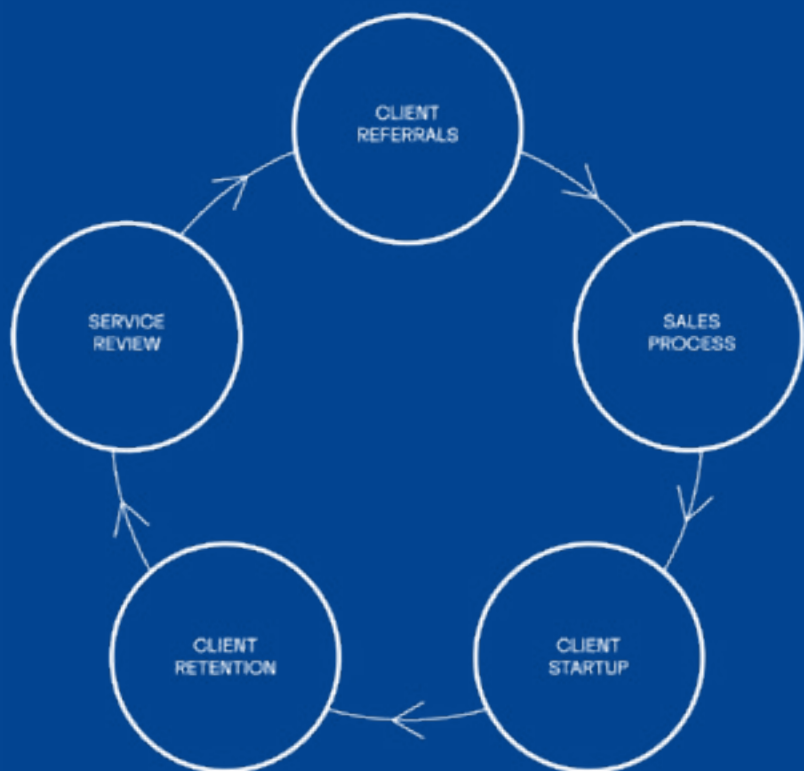 CLIENT
REFERRALS
SALES
PROCESS
CLIENT
STARTUP
CLIENT
RETENTION
SERVICE
REVIEW